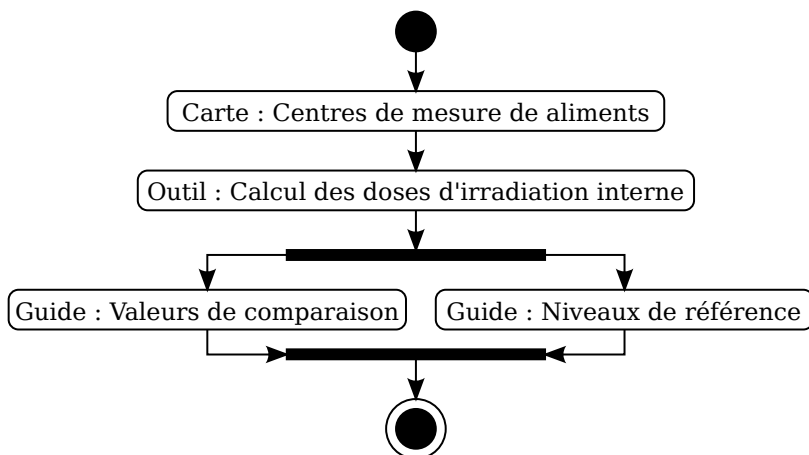 Carte : Centres de mesure de aliments
Outil : Calcul des doses d'irradiation interne
Guide : Valeurs de comparaison
Guide : Niveaux de référence